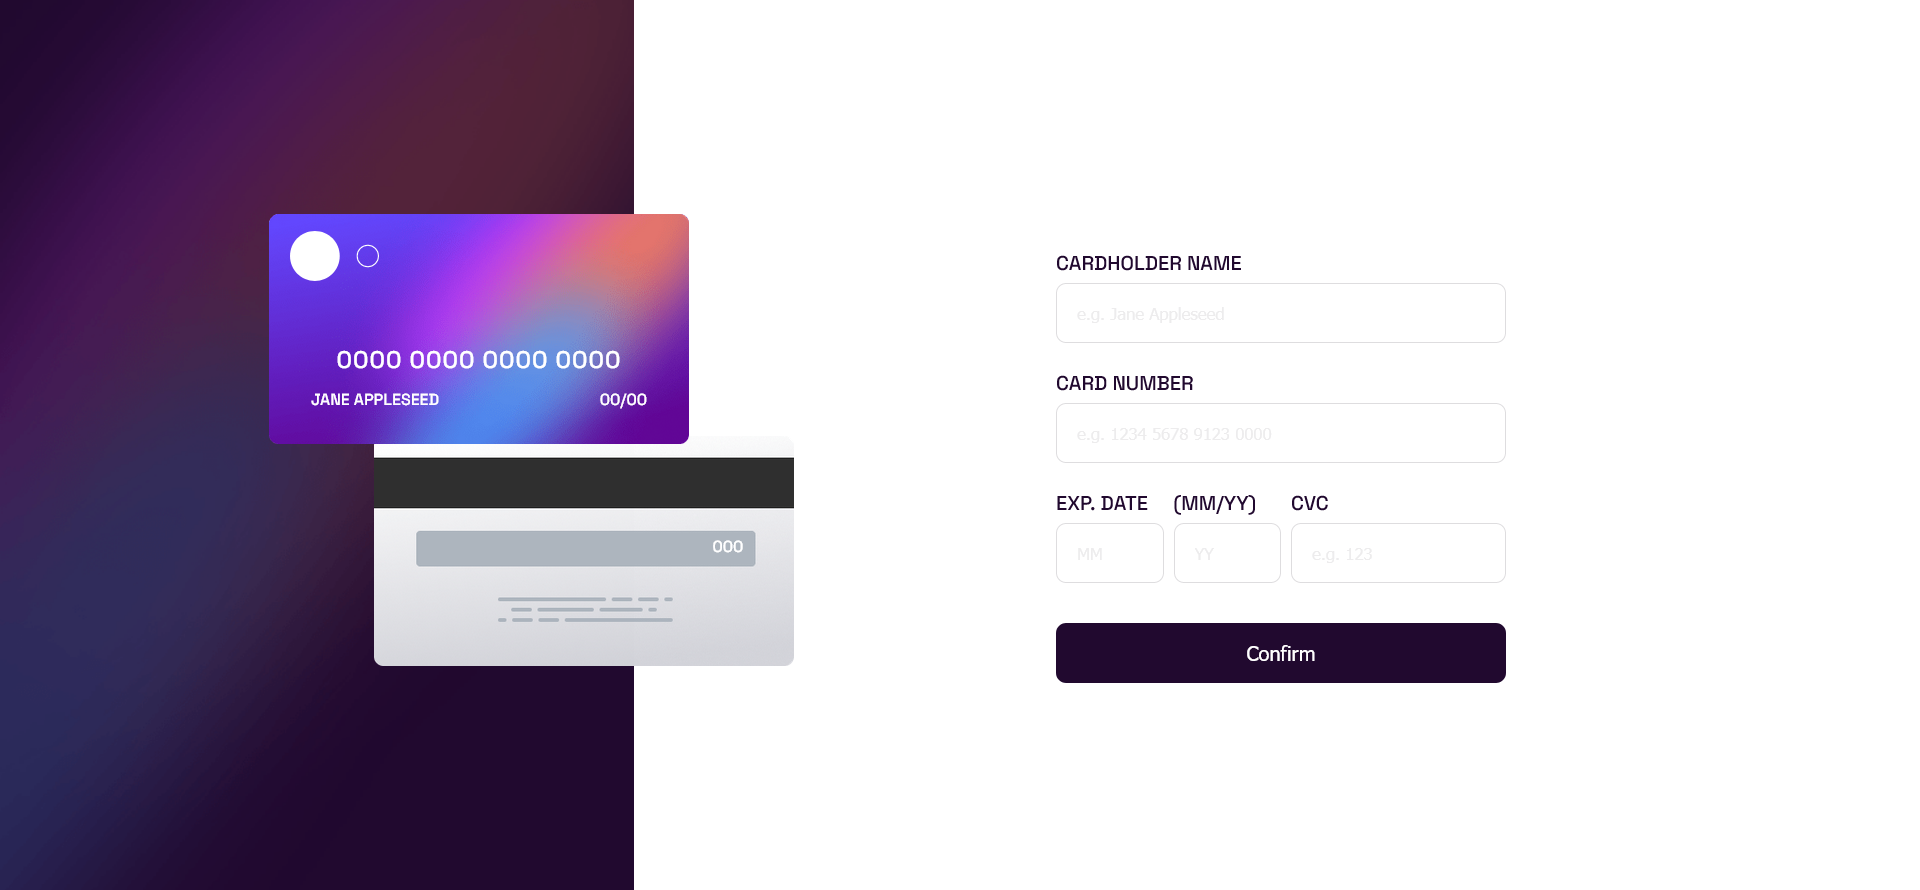 0000 0000 0000 0000
JANE APPLESEED 00/00
000
CARDHOLDER NAME
e.g. Jane Appleseed
CARD NUMBER
e.g. 1234 5678 9123 0000
EXP. DATE (MM/YY) CVC
MM YY e.g. 123
Confirm